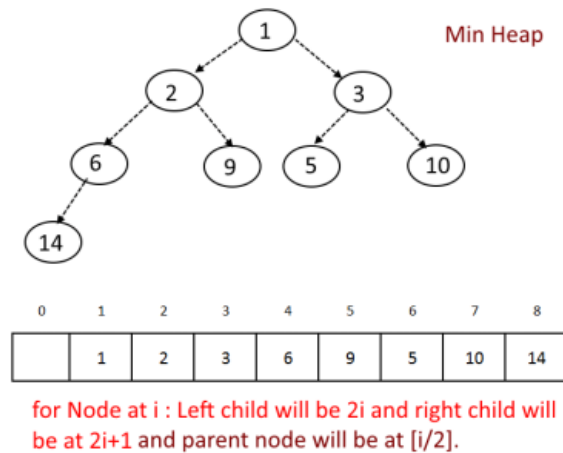 1
Min Heap
2
3
6
9
5
10
14
0 1 2 3 4 5 6 7 8
1 2 3 6 9 5 10 14
for Node at i : Left child will be 2i and right child will
be at 2i+1 and parent node will be at [i/2].